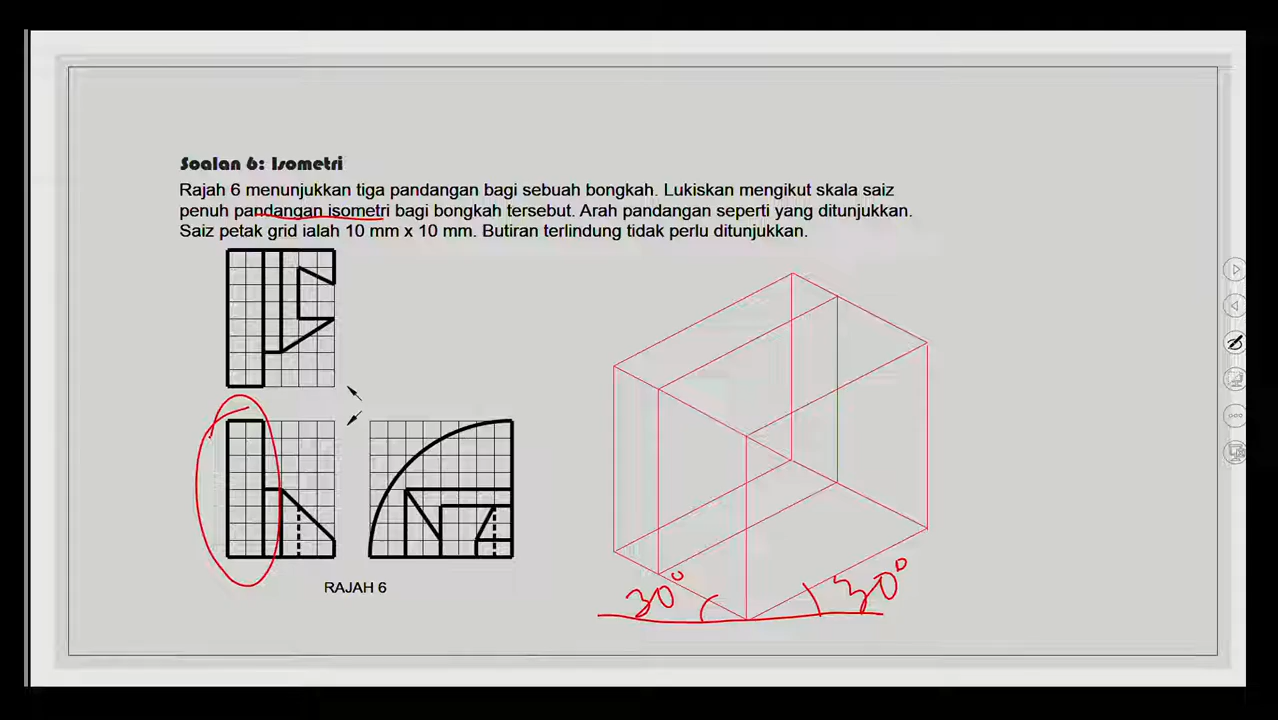 Soalan 6: Isometri
Rajah 6 menunjukkan tiga pandangan bagi sebuah bongkah. Lukiskan mengikut skala saiz
penuh pandangan isometri bagi bongkah tersebut. Arah pandangan seperti yang ditunjukkan.
Saiz petak grid ialah 10 mm x 10 mm. Butiran terlindung tidak perlu ditunjukkan.
RAJAH 6
30° 30°